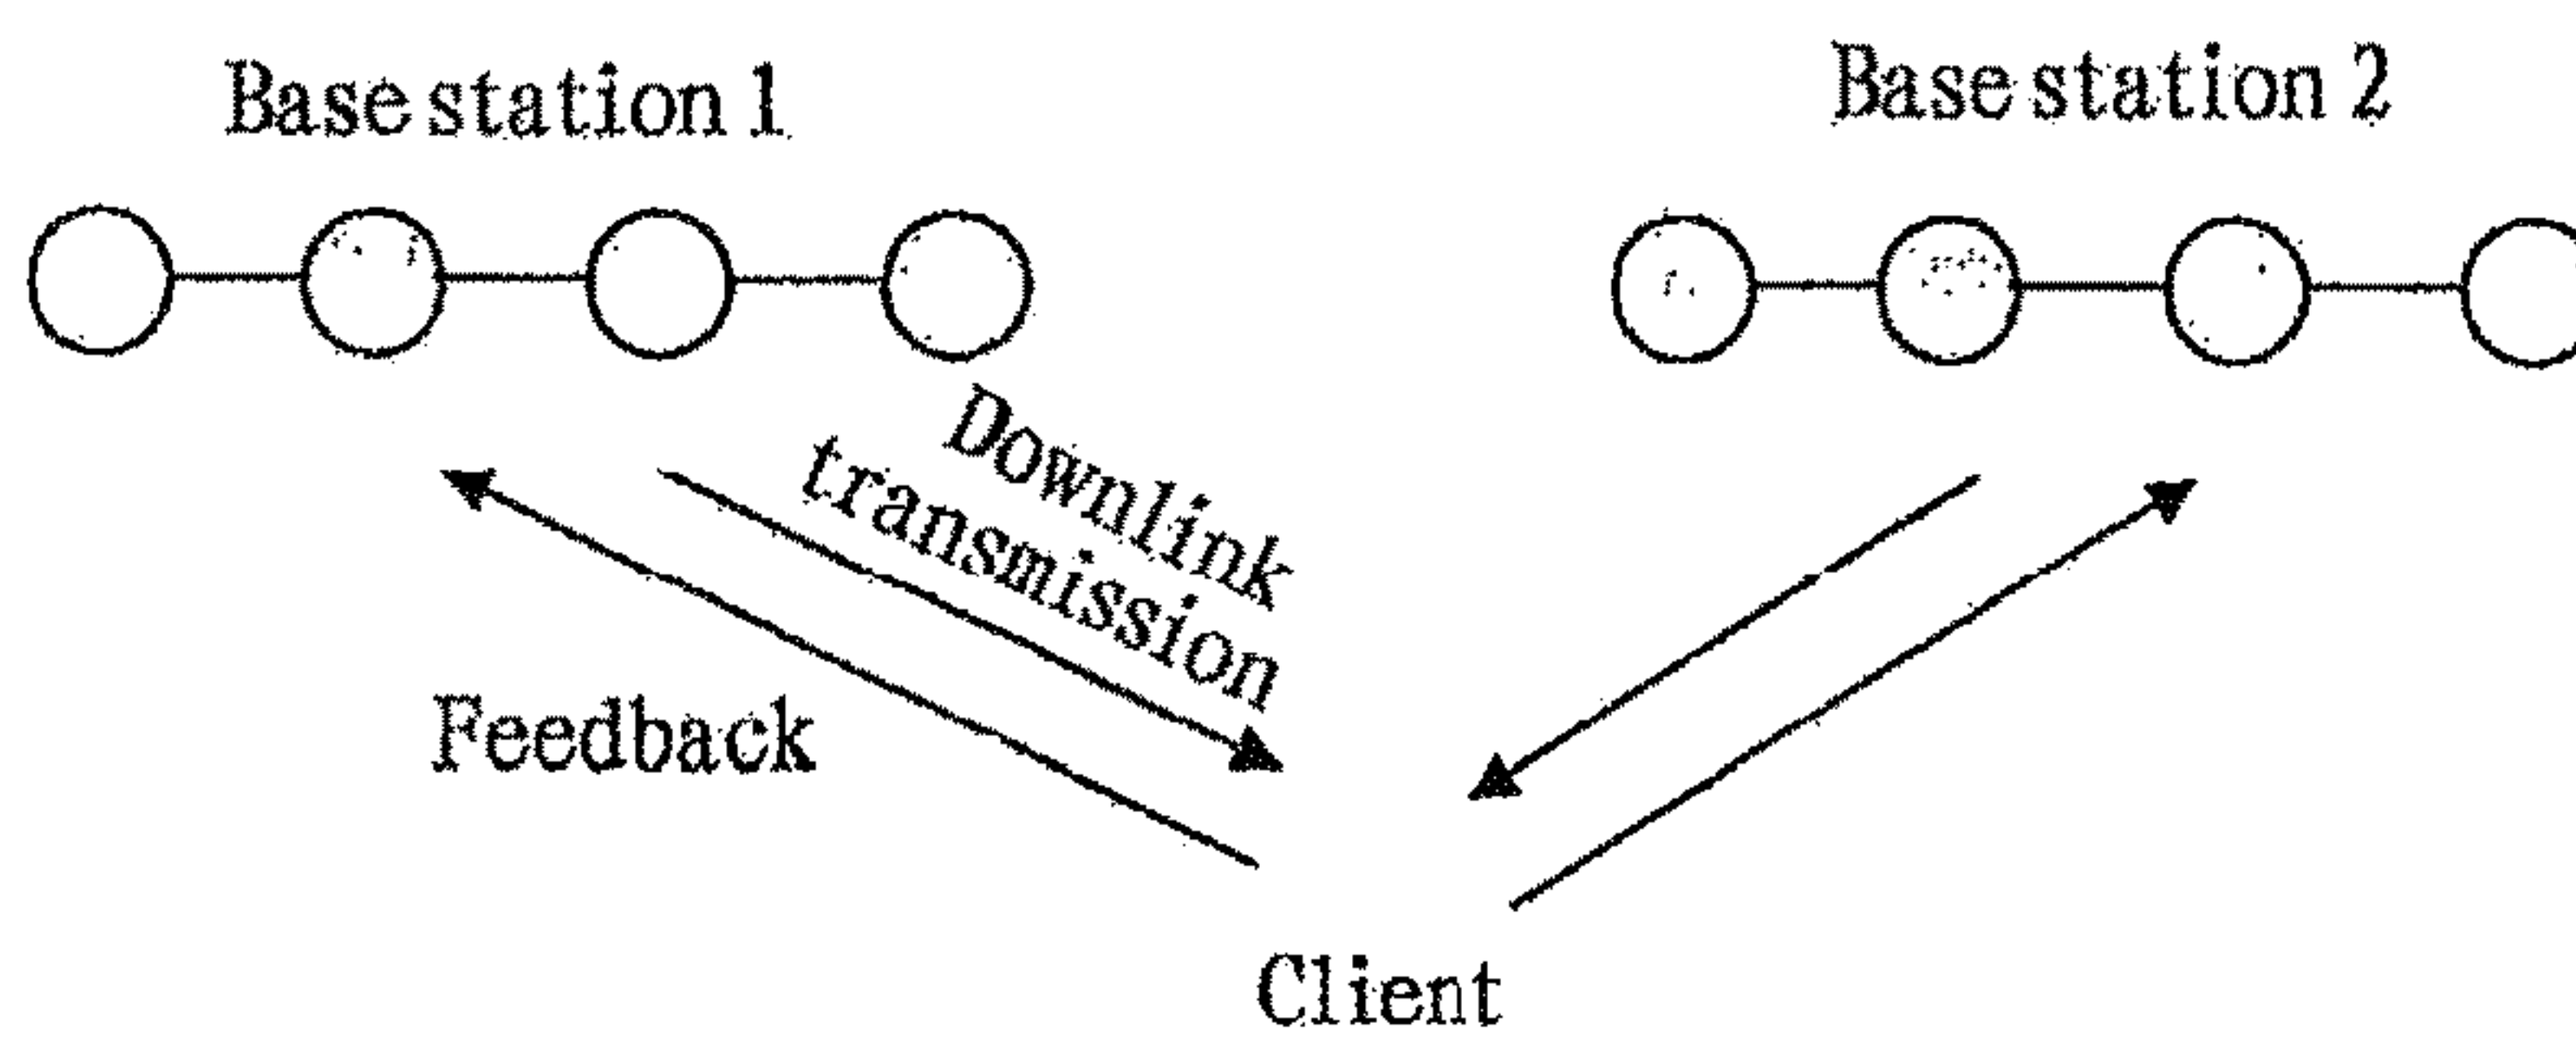 Base station 1
Base station 2
Downlink
transmission
Feedback
Client